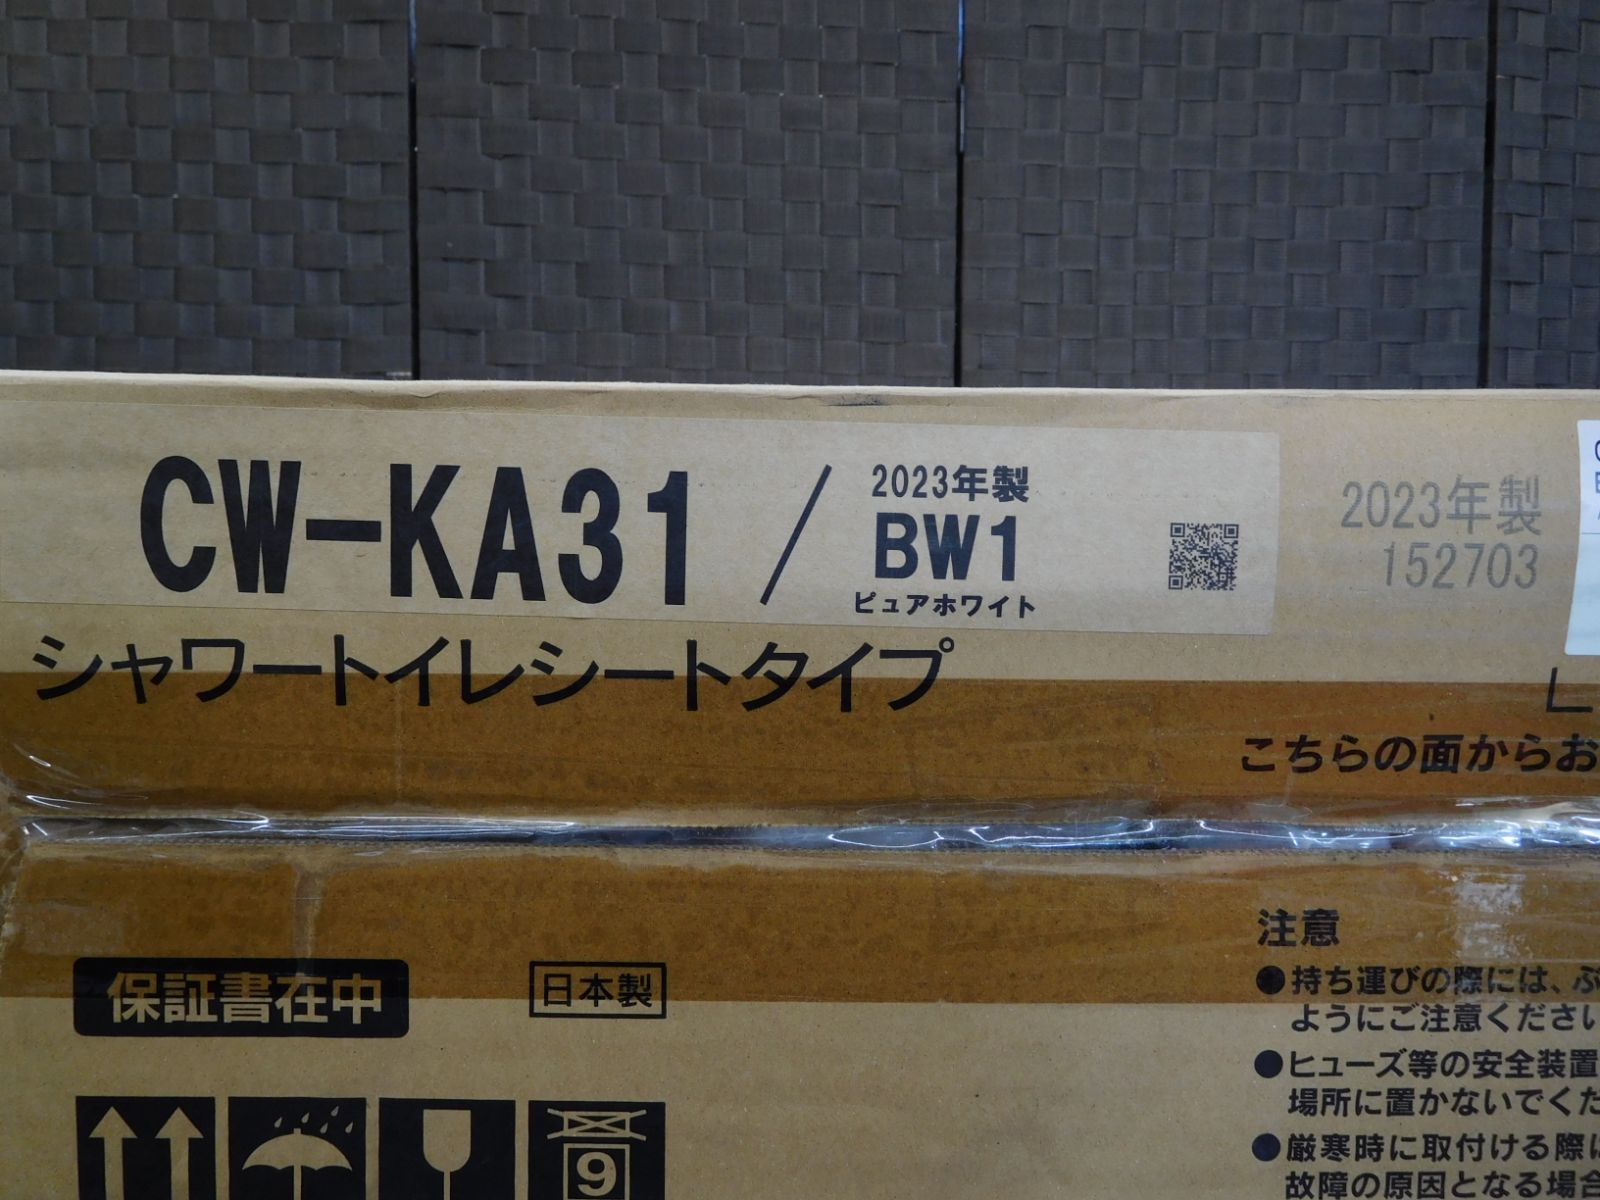 CW-KA31 / 2023年製
BW1
ピュアホワイト
2023年製
152703
シャワートイレシートタイプ
こちらの面からお
注意
●持ち運びの際には、ぶ
ようにご注意ください
●ヒューズ等の安全装置
場所に置かないでくだ
●厳寒時に取付ける際に
故障の原因となる場合
保証書在中
日本製
9